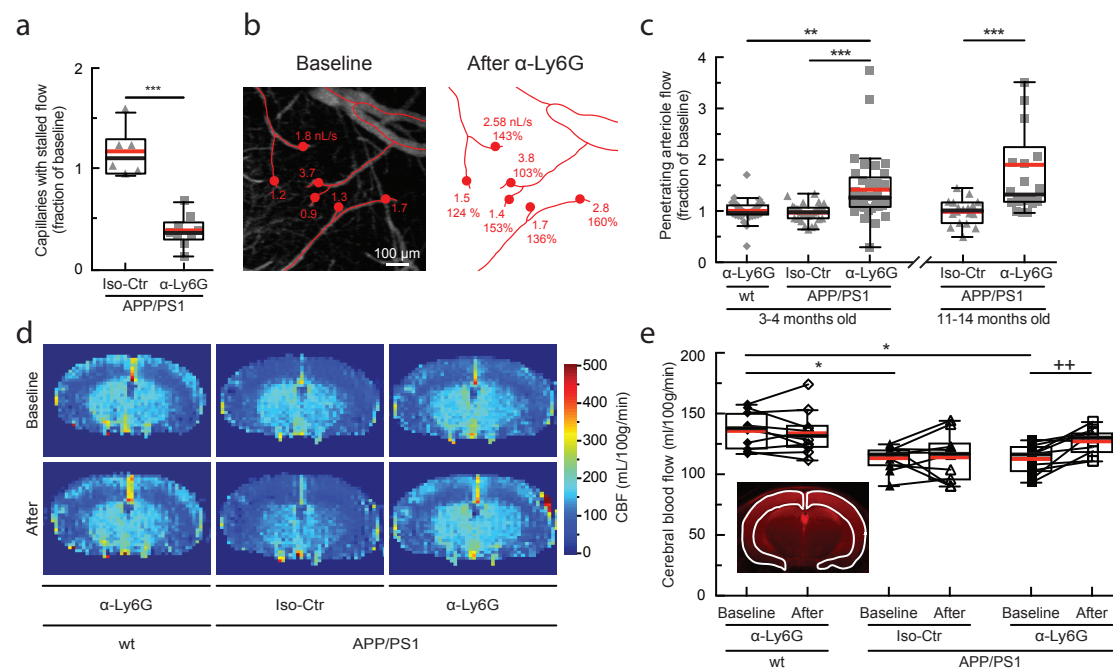 a
Capillaries with stalled flow
(fraction of baseline)
2
1
0
***
Iso-Ctr
α-Ly6G
APP/PS1
b
Baseline
After α-Ly6G
1.8 nL/s
3.7
1.2
1.3
0.9
1.7
100 μm
2.58 nL/s
143%
3.8
103%
1.5
124 %
1.4
153%
1.7
136%
2.8
160%
c
Penetrating arteriole flow
(fraction of baseline)
4
3
2
1
0
**
***
***
α-Ly6G
Iso-Ctr
α-Ly6G
Iso-Ctr
α-Ly6G
wt
APP/PS1
APP/PS1
3-4 months old
11-14 months old
d
Baseline
After
500
400
300
200
100
0
CBF (mL/100g/min)
α-Ly6G
Iso-Ctr
α-Ly6G
wt
APP/PS1
e
Cerebral blood flow (ml/100g/min)
200
150
100
50
0
*
*
++
Baseline
After
Baseline
After
Baseline
After
α-Ly6G
Iso-Ctr
α-Ly6G
wt
APP/PS1